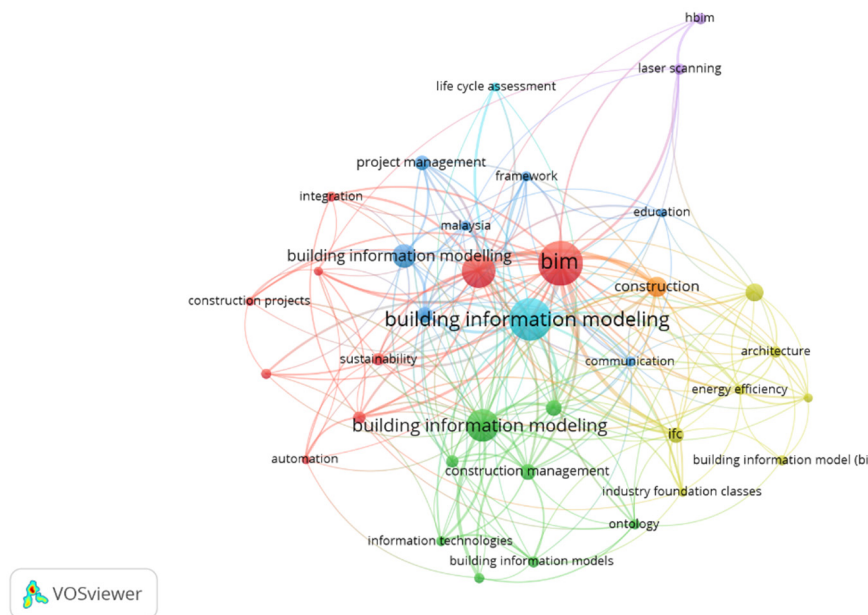 hbim
laser scanning
life cycle assessment
project management
framework
integration
education
malaysia
building information modelling
bim
construction
construction projects
building information modeling
architecture
sustainability
communication
energy efficiency
building information modeling
ifc
automation
construction management
building information model (bi
industry foundation classes
ontology
information technologies
building information models
VOSviewer